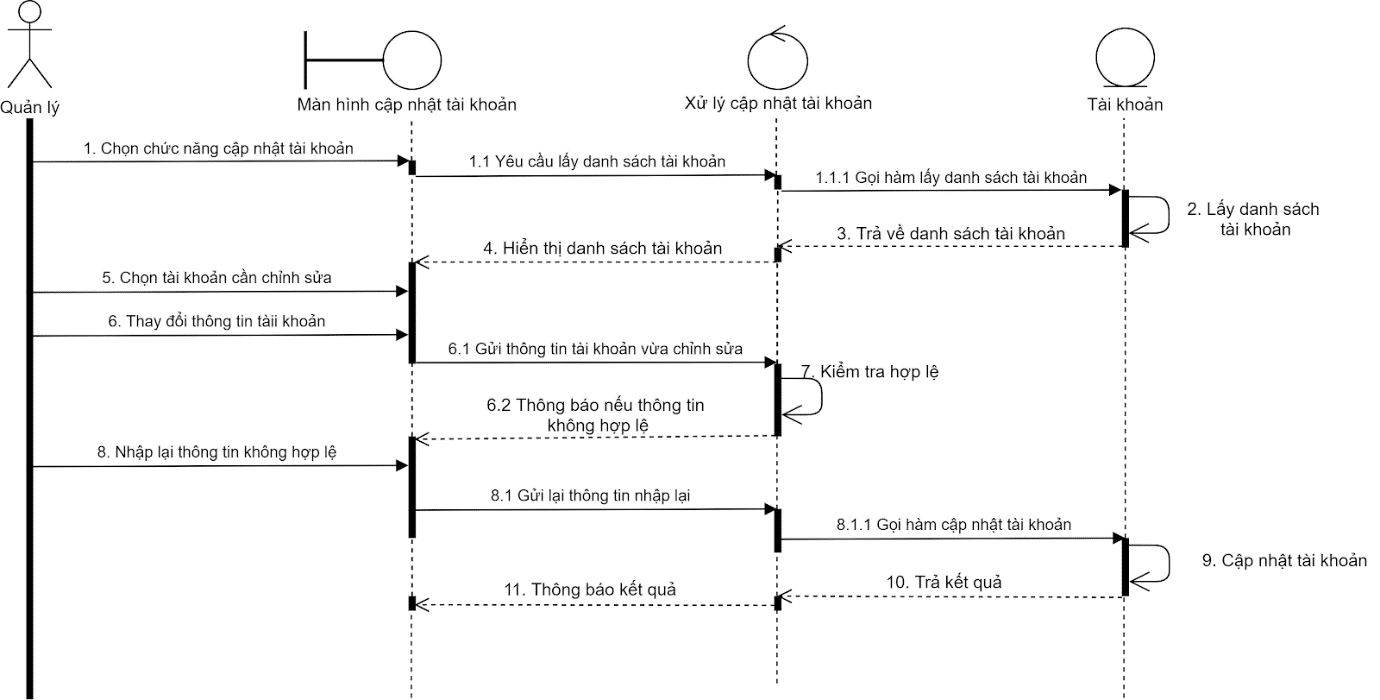 Quản lý
Màn hình cập nhật tài khoản
Xử lý cập nhật tài khoản
Tài khoản
1. Chọn chức năng cập nhật tài khoản
1.1 Yêu cầu lấy danh sách tài khoản
1.1.1 Gọi hàm lấy danh sách tài khoản
2. Lấy danh sách
tài khoản
3. Trả về danh sách tài khoản
4. Hiển thị danh sách tài khoản
5. Chọn tài khoản cần chỉnh sửa
6. Thay đổi thông tin tàii khoản
6.1 Gửi thông tin tài khoản vừa chỉnh sửa
7. Kiểm tra hợp lệ
6.2 Thông báo nếu thông tin
không hợp lệ
8. Nhập lại thông tin không hợp lệ
8.1 Gửi lại thông tin nhập lại
8.1.1 Gọi hàm cập nhật tài khoản
9. Cập nhật tài khoản
10. Trả kết quả
11. Thông báo kết quả